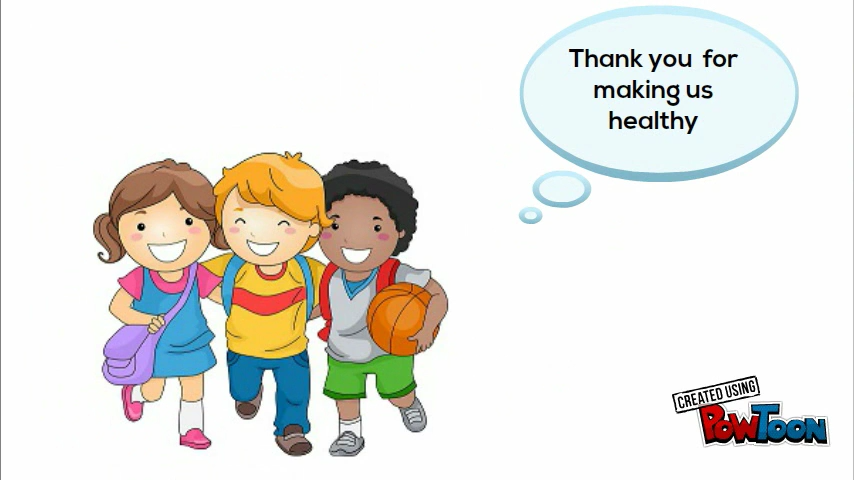 Thank you for
making us
healthy
CREATED USING
POWTOON